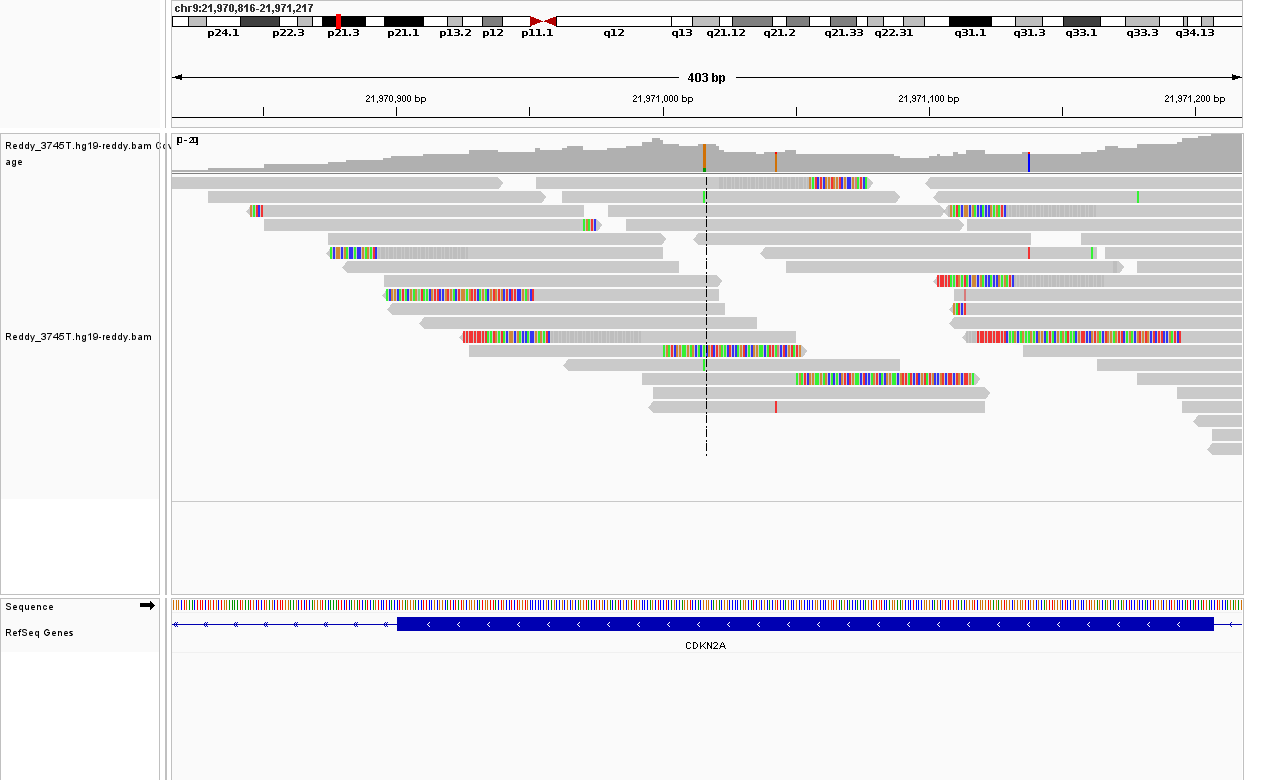 chr9:21,970,816-21,971,217
p24.1 p22.3 p21.3 p21.1 p13.2 p12 p11.1 q12 q13 q21.12 q21.2 q21.33 q22.31 q31.1 q31.3 q33.1 q33.3 q34.13
403 bp
21,970,900 bp 21,971,000 bp 21,971,100 bp 21,971,200 bp
[0 - 20]
Reddy_3745T.hg19-reddy.bam
age
Reddy_3745T.hg19-reddy.bam
Sequence
RefSeq Genes
CDKN2A